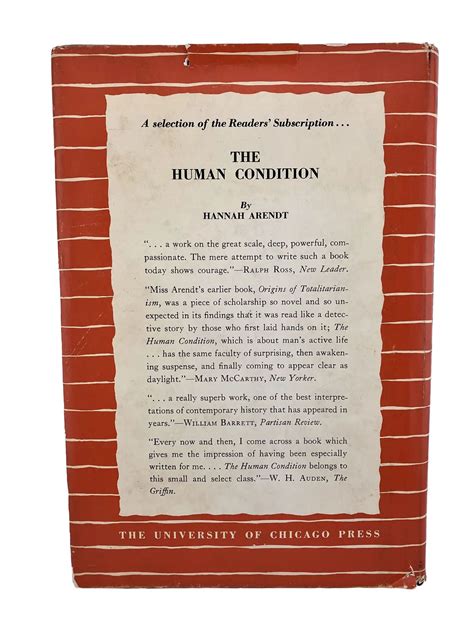 A selection of the Readers' Subscription . . .
THE
HUMAN CONDITION
By
HANNAH ARENDT
". . . a work on the great scale, deep, powerful, com-
passionate. The mere attempt to write such a book
today shows courage."—RALPH ROSS, New Leader.
"Miss Arendt's earlier book, Origins of Totalitarian-
ism, was a piece of scholarship so novel and so un-
expected in its findings that it was read like a detec-
tive story by those who first laid hands on it; The
Human Condition, which is about man's active life
. . . has the same faculty of surprising, then awaken-
ing suspense, and finally coming to appear clear as
daylight."—MARY MCCARTHY, New Yorker.
". . . a really superb work, one of the best interpre-
tations of contemporary history that has appeared in
years."—WILLIAM BARRETT, Partisan Review.
"Every now and then, I come across a book which
gives me the impression of having been especially
written for me. . . . The Human Condition belongs to
this small and select class."—W. H. AUDEN, The
Griffin.
THE UNIVERSITY OF CHICAGO PRESS